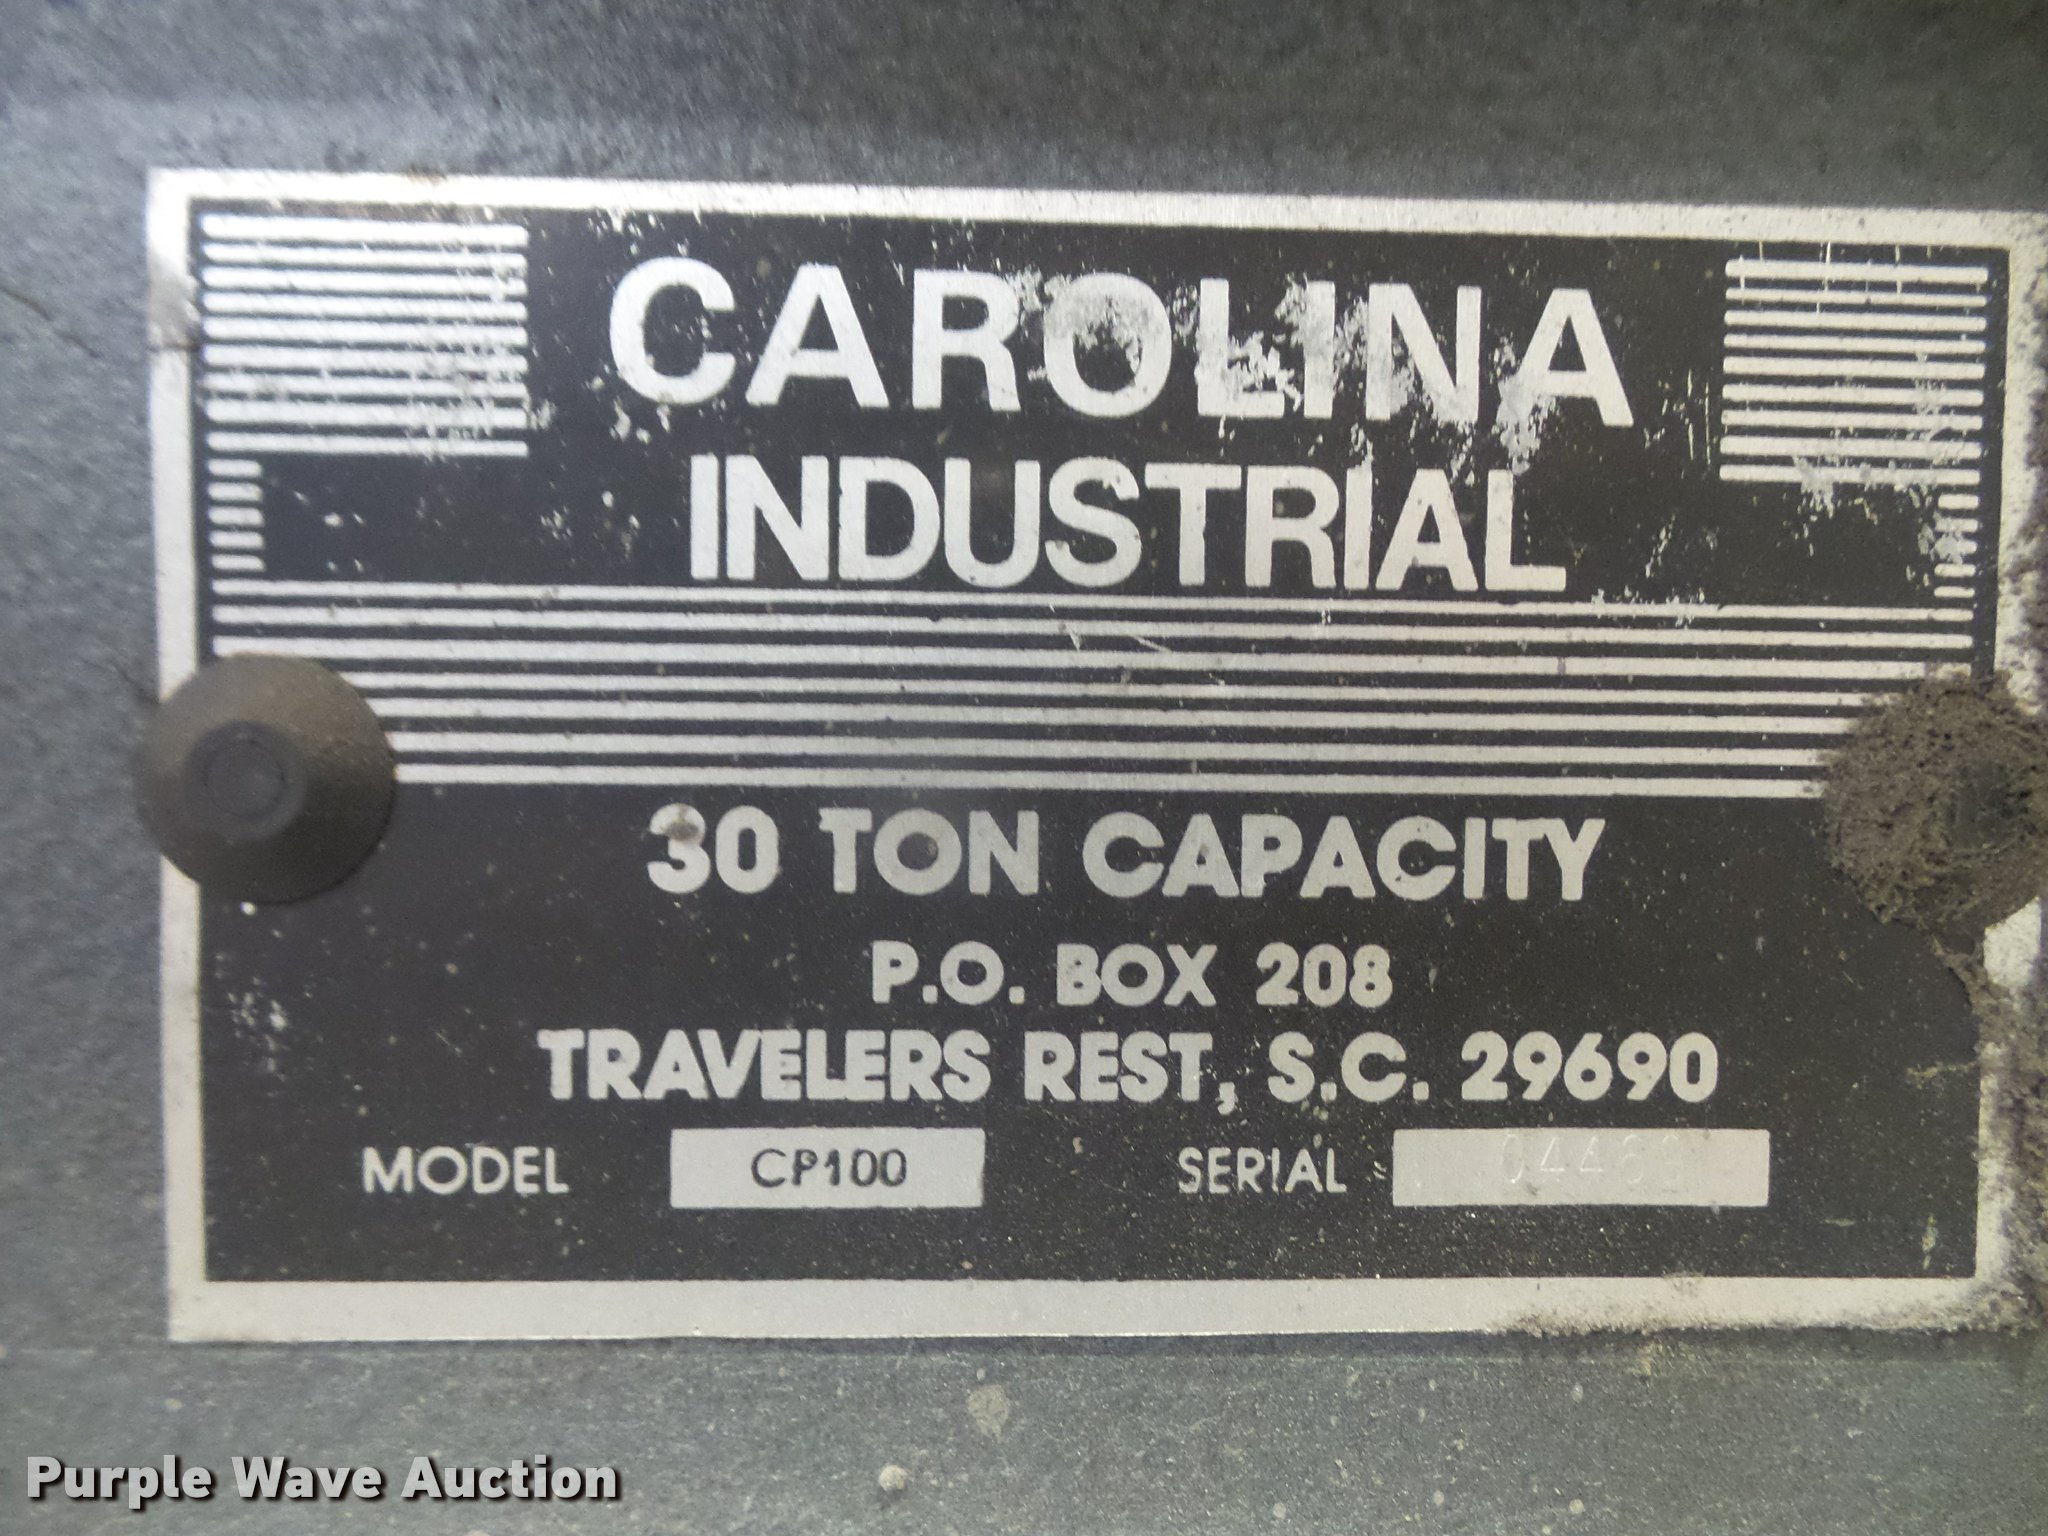 CAROLINA
INDUSTRIAL
30 TON CAPACITY
P.O. BOX 208
TRAVELERS REST, S.C. 29690
MODEL CP100 SERIAL
Purple Wave Auction